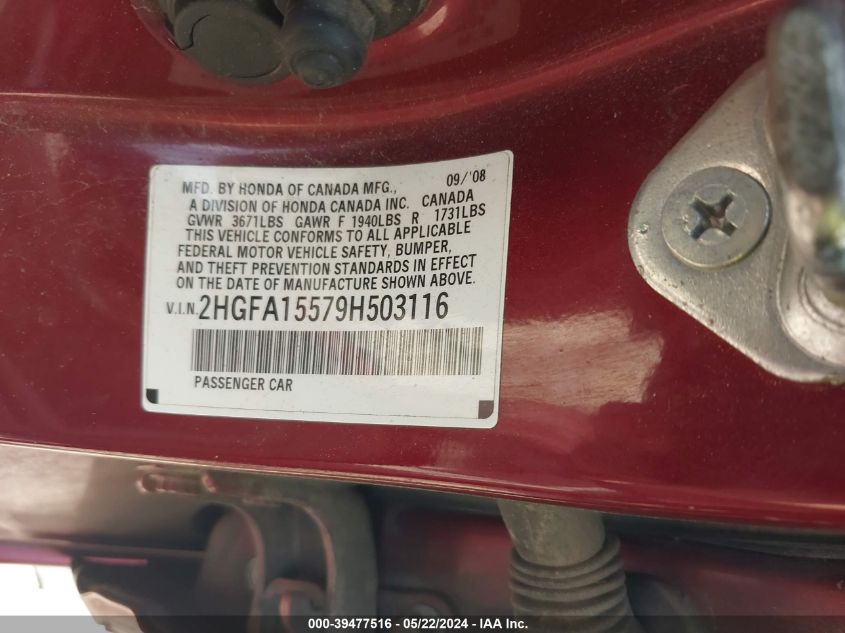 09/'08
MFD. BY HONDA OF CANADA MFG.,
A DIVISION OF HONDA CANADA INC. CANADA
GVWR 3671LBS GAWR F 1940LBS R 1731LBS
THIS VEHICLE CONFORMS TO ALL APPLICABLE
FEDERAL MOTOR VEHICLE SAFETY, BUMPER,
AND THEFT PREVENTION STANDARDS IN EFFECT
ON THE DATE OF MANUFACTURE SHOWN ABOVE.
V.I.N. 2HGFA15579H503116
PASSENGER CAR
000-39477516 - 05/22/2024 - IAA Inc.